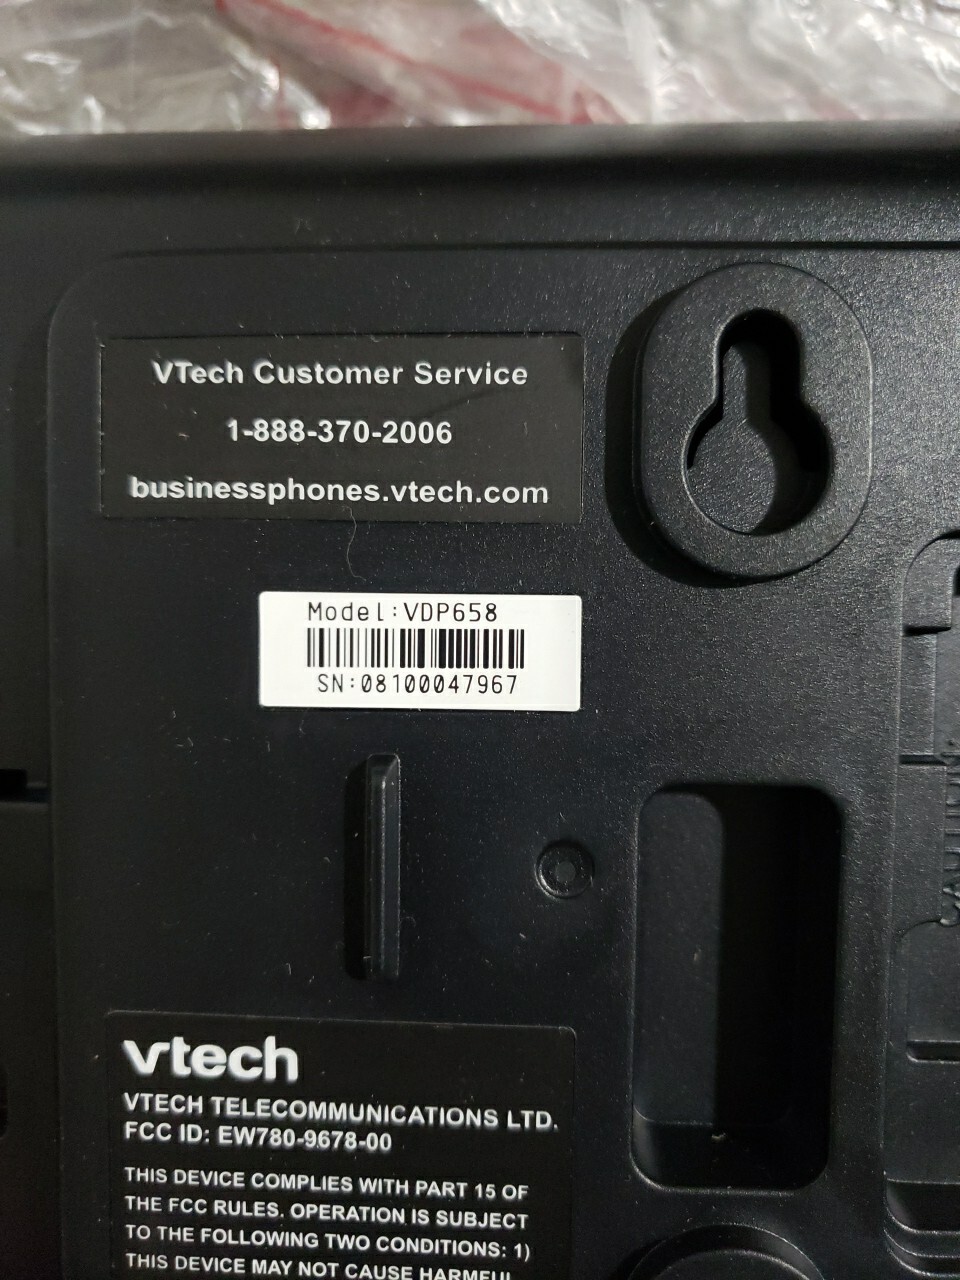 VTech Customer Service
1-888-370-2006
businessphones.vtech.com
Model:VDP658
SN:08100047967
CAUTION:
vtech
VTECH TELECOMMUNICATIONS LTD.
FCC ID: EW780-9678-00
THIS DEVICE COMPLIES WITH PART 15 OF
THE FCC RULES. OPERATION IS SUBJECT
TO THE FOLLOWING TWO CONDITIONS: 1)
THIS DEVICE MAY NOT CAUSE HARMFUL